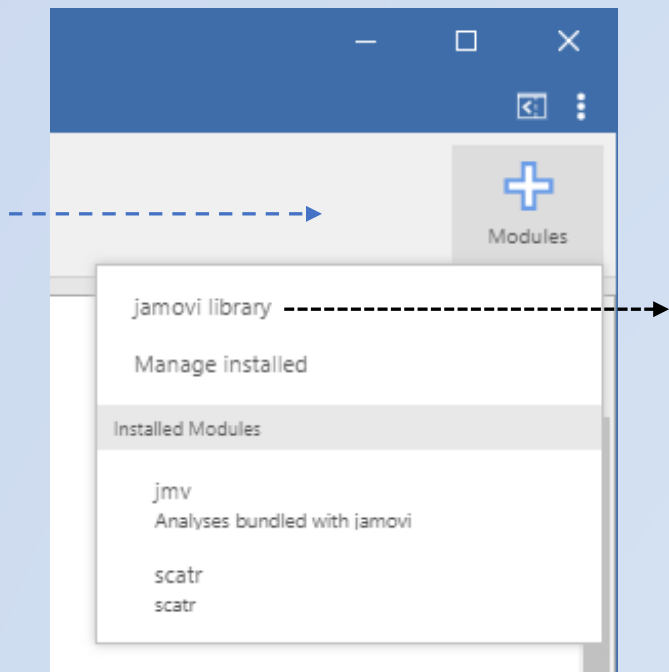 Modules
jamovi library
Manage installed
Installed Modules
jmv
Analyses bundled with jamovi
scatr
scatr